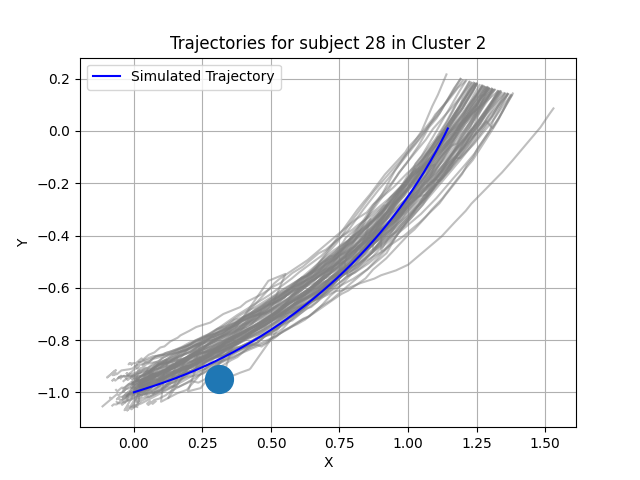 Trajectories for subject 28 in Cluster 2
Simulated Trajectory
0.2
0.0
−0.2
−0.4
−0.6
−0.8
−1.0
Y
0.00 0.25 0.50 0.75 1.00 1.25 1.50
X